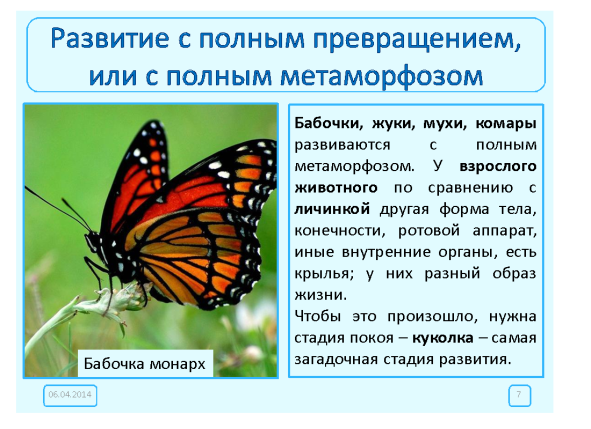 Развитие с полным превращением,
или с полным метаморфозом
Бабочки, жуки, мухи, комары
развиваются с полным
метаморфозом. У взрослого
животного по сравнению с
личинкой другая форма тела,
конечности, ротовой аппарат,
иные внутренние органы, есть
крылья; у них разный образ
жизни.
Чтобы это произошло, нужна
стадия покоя – куколка – самая
загадочная стадия развития.
Бабочка монарх
06.04.2014
7